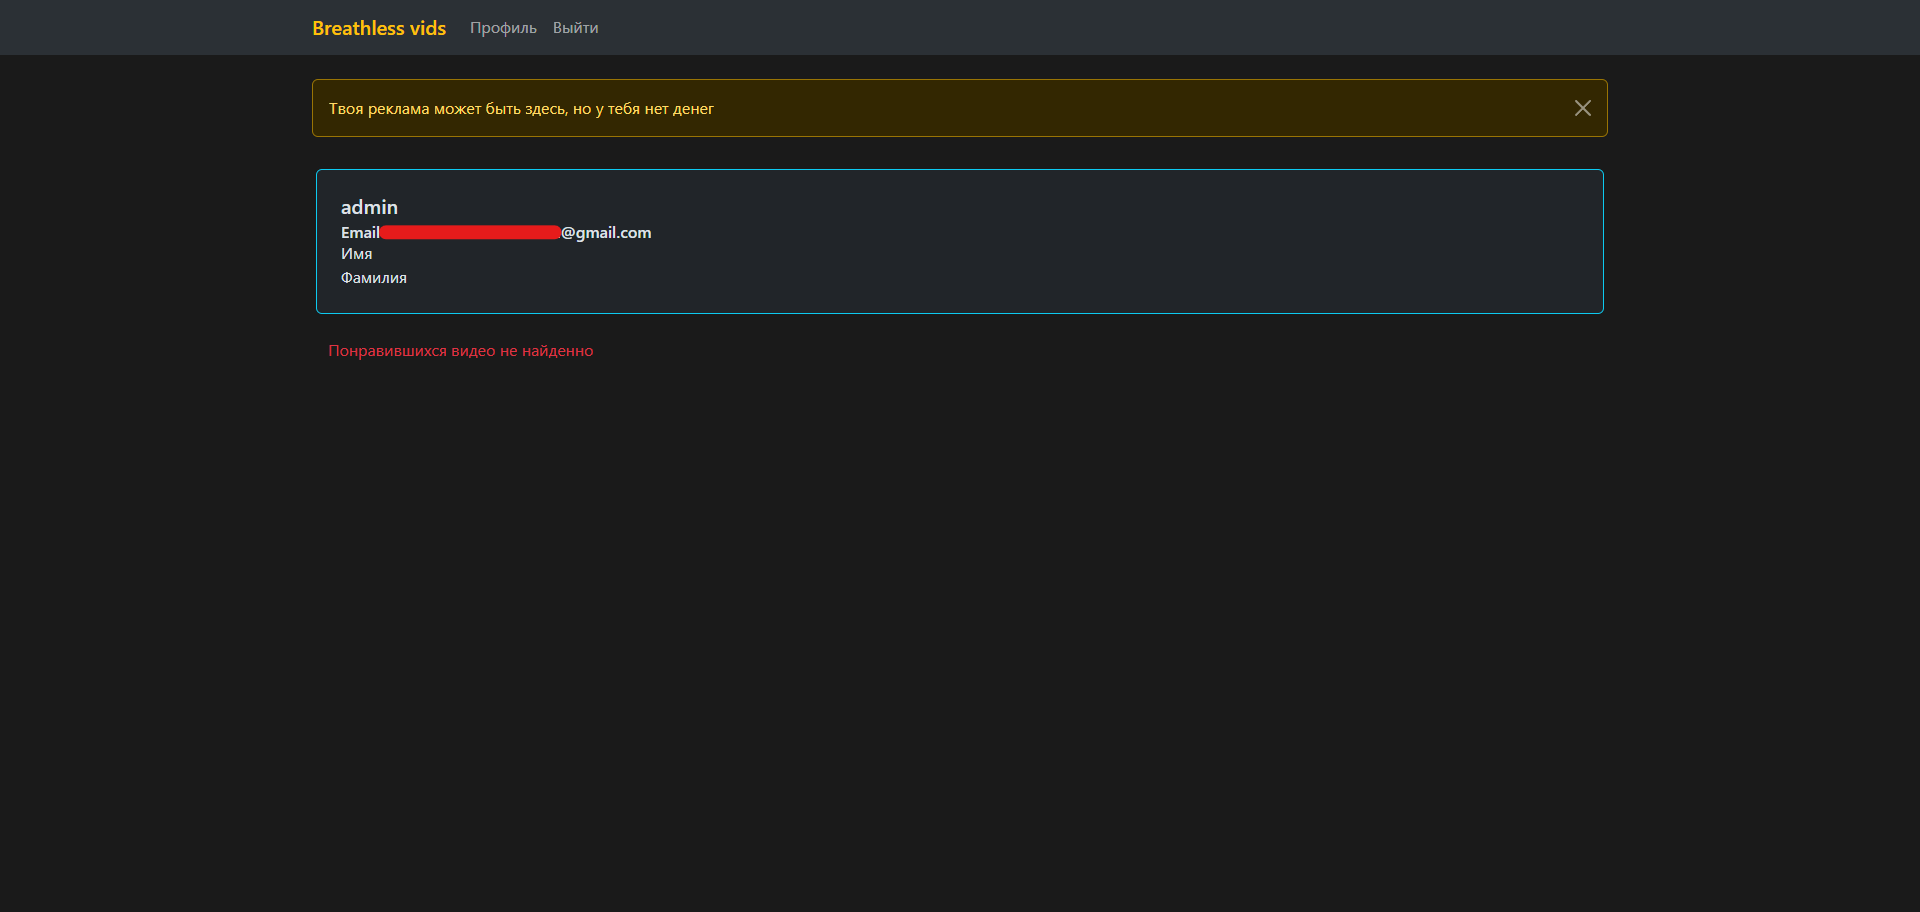 Breathless vids Профиль Выйти
Твоя реклама может быть здесь, но у тебя нет денег
admin
Email @gmail.com
Имя
Фамилия
Понравившихся видео не найденно